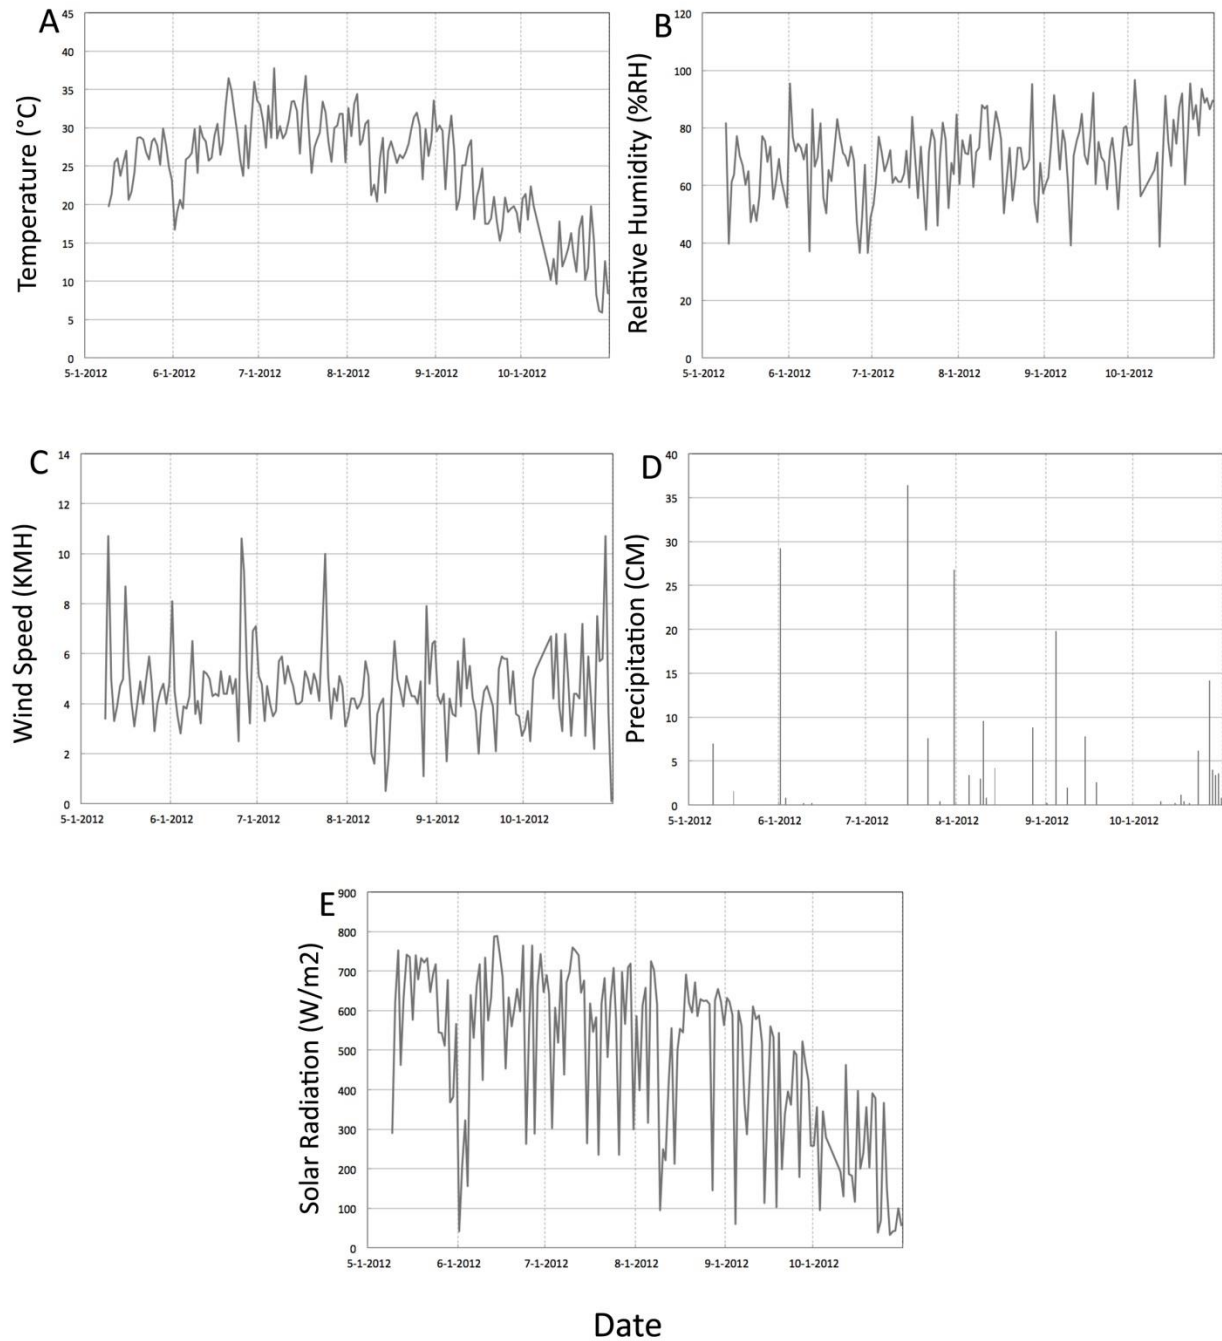 A
Temperature (°C)
45
40
35
30
25
20
15
10
5
0
5-1-2012 6-1-2012 7-1-2012 8-1-2012 9-1-2012 10-1-2012
B
Relative Humidity (%RH)
120
100
80
60
40
20
0
5-1-2012 6-1-2012 7-1-2012 8-1-2012 9-1-2012 10-1-2012
C
Wind Speed (KMH)
14
12
10
8
6
4
2
0
5-1-2012 6-1-2012 7-1-2012 8-1-2012 9-1-2012 10-1-2012
D
Precipitation (CM)
40
35
30
25
20
15
10
5
0
5-1-2012 6-1-2012 7-1-2012 8-1-2012 9-1-2012 10-1-2012
E
Solar Radiation (W/m2)
900
800
700
600
500
400
300
200
100
0
5-1-2012 6-1-2012 7-1-2012 8-1-2012 9-1-2012 10-1-2012
Date